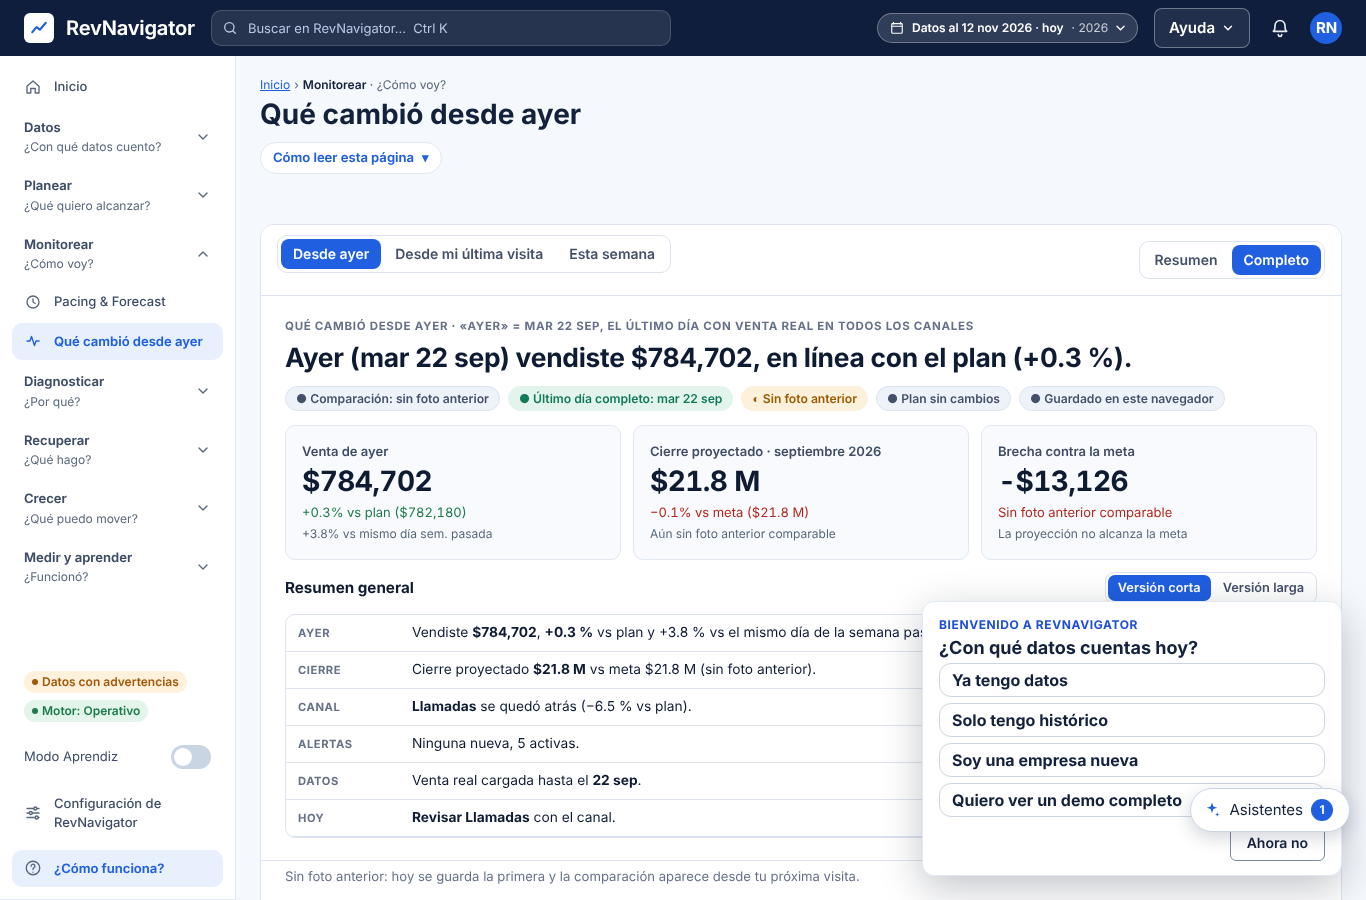 RevNavigator
Buscar en RevNavigator... Ctrl K
Datos al 12 nov 2026 · hoy · 2026
Ayuda
RN
Inicio
Datos
¿Con qué datos cuento?
Planear
¿Qué quiero alcanzar?
Monitorear
¿Cómo voy?
Pacing & Forecast
Qué cambió desde ayer
Diagnosticar
¿Por qué?
Recuperar
¿Qué hago?
Crecer
¿Qué puedo mover?
Medir y aprender
¿Funcionó?
Datos con advertencias
Motor: Operativo
Modo Aprendiz
Configuración de
RevNavigator
¿Cómo funciona?
Inicio › Monitorear · ¿Cómo voy?
Qué cambió desde ayer
Cómo leer esta página ▼
Desde ayer
Desde mi última visita
Esta semana
Resumen
Completo
QUÉ CAMBIÓ DESDE AYER · «AYER» = MAR 22 SEP, EL ÚLTIMO DÍA CON VENTA REAL EN TODOS LOS CANALES
Ayer (mar 22 sep) vendiste $784,702, en línea con el plan (+0.3 %).
Comparación: sin foto anterior
Último día completo: mar 22 sep
Sin foto anterior
Plan sin cambios
Guardado en este navegador
Venta de ayer
$784,702
+0.3% vs plan ($782,180)
+3.8% vs mismo día sem. pasada
Cierre proyectado · septiembre 2026
$21.8 M
−0.1% vs meta ($21.8 M)
Aún sin foto anterior comparable
Brecha contra la meta
-$13,126
Sin foto anterior comparable
La proyección no alcanza la meta
Resumen general
Versión corta
Versión larga
AYER Vendiste $784,702, +0.3 % vs plan y +3.8 % vs el mismo día de la semana
CIERRE Cierre proyectado $21.8 M vs meta $21.8 M (sin foto anterior).
CANAL Llamadas se quedó atrás (−6.5 % vs plan).
ALERTAS Ninguna nueva, 5 activas.
DATOS Venta real cargada hasta el 22 sep.
HOY Revisar Llamadas con el canal.
Sin foto anterior: hoy se guarda la primera y la comparación aparece desde tu próxima visita.
BIENVENIDO A REVNAVIGATOR
¿Con qué datos cuentas hoy?
Ya tengo datos
Solo tengo histórico
Soy una empresa nueva
Quiero ver un demo completo
Asistentes 1
Ahora no